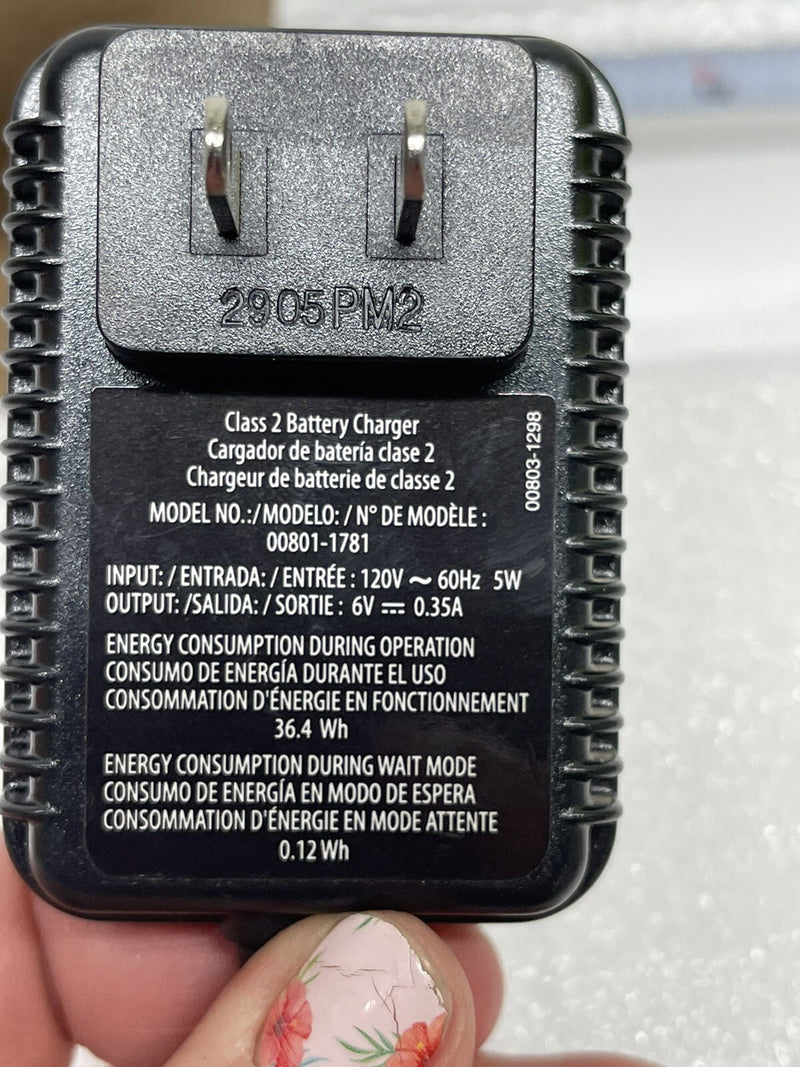 2905PM2
Class 2 Battery Charger
Cargador de batería clase 2
Chargeur de batterie de classe 2
00803-1298
MODEL NO.:/ MODELO: / N° DE MODÈLE :
00801-1781
INPUT: / ENTRADA: / ENTRÉE : 120V ~ 60Hz 5W
OUTPUT: /SALIDA: / SORTIE : 6V ⎓ 0.35A
ENERGY CONSUMPTION DURING OPERATION
CONSUMO DE ENERGÍA DURANTE EL USO
CONSOMMATION D'ÉNERGIE EN FONCTIONNEMENT
36.4 Wh
ENERGY CONSUMPTION DURING WAIT MODE
CONSUMO DE ENERGÍA EN MODO DE ESPERA
CONSOMMATION D'ÉNERGIE EN MODE ATTENTE
0.12 Wh